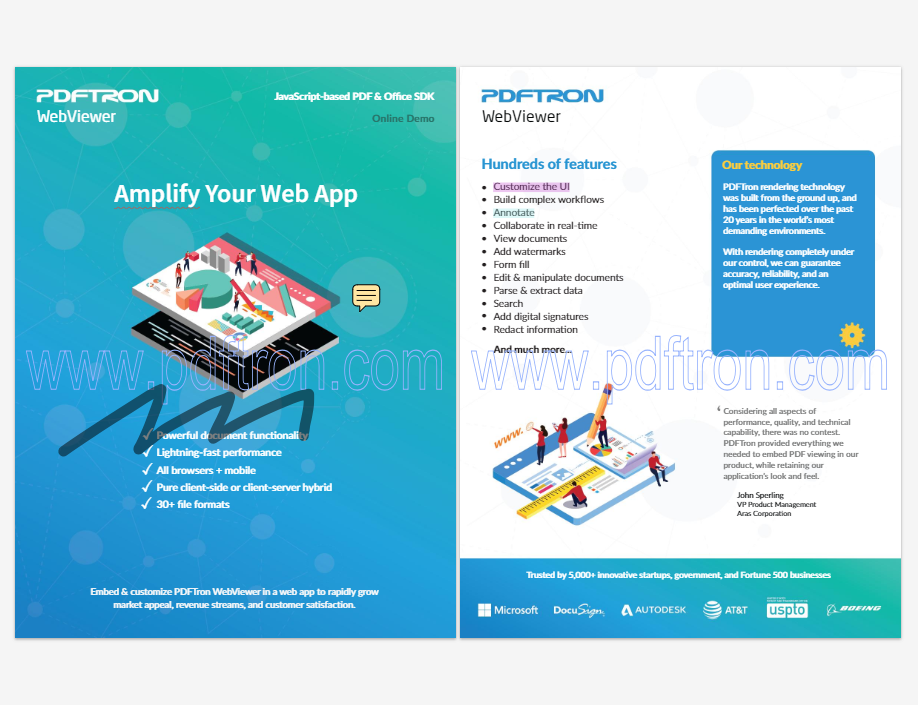 PDFTRON
WebViewer
JavaScript-based PDF & Office SDK
Online Demo
Amplify Your Web App
www.pdftron.com
✓ Powerful document functionality
✓ Lightning-fast performance
✓ All browsers + mobile
✓ Pure client-side or client-server hybrid
✓ 30+ file formats
Embed & customize PDFTron WebViewer in a web app to rapidly grow
market appeal, revenue streams, and customer satisfaction.
PDFTRON
WebViewer
Hundreds of features
• Customize the UI
• Build complex workflows
• Annotate
• Collaborate in real-time
• View documents
• Add watermarks
• Form fill
• Edit & manipulate documents
• Parse & extract data
• Search
• Add digital signatures
• Redact information
And much more...
Our technology
PDFTron rendering technology
was built from the ground up, and
has been perfected over the past
20 years in the world's most
demanding environments.
With rendering completely under
our control, we can guarantee
accuracy, reliability, and an
optimal user experience.
www.pdftron.com
www.
‘ Considering all aspects of
performance, quality, and technical
capability, there was no contest.
PDFTron provided everything we
needed to embed PDF viewing in our
product, while retaining our
application's look and feel.
John Sperling
VP Product Management
Aras Corporation
Trusted by 5,000+ innovative startups, government, and Fortune 500 businesses
Microsoft
DocuSign
AUTODESK
AT&T
uspto
BOEING